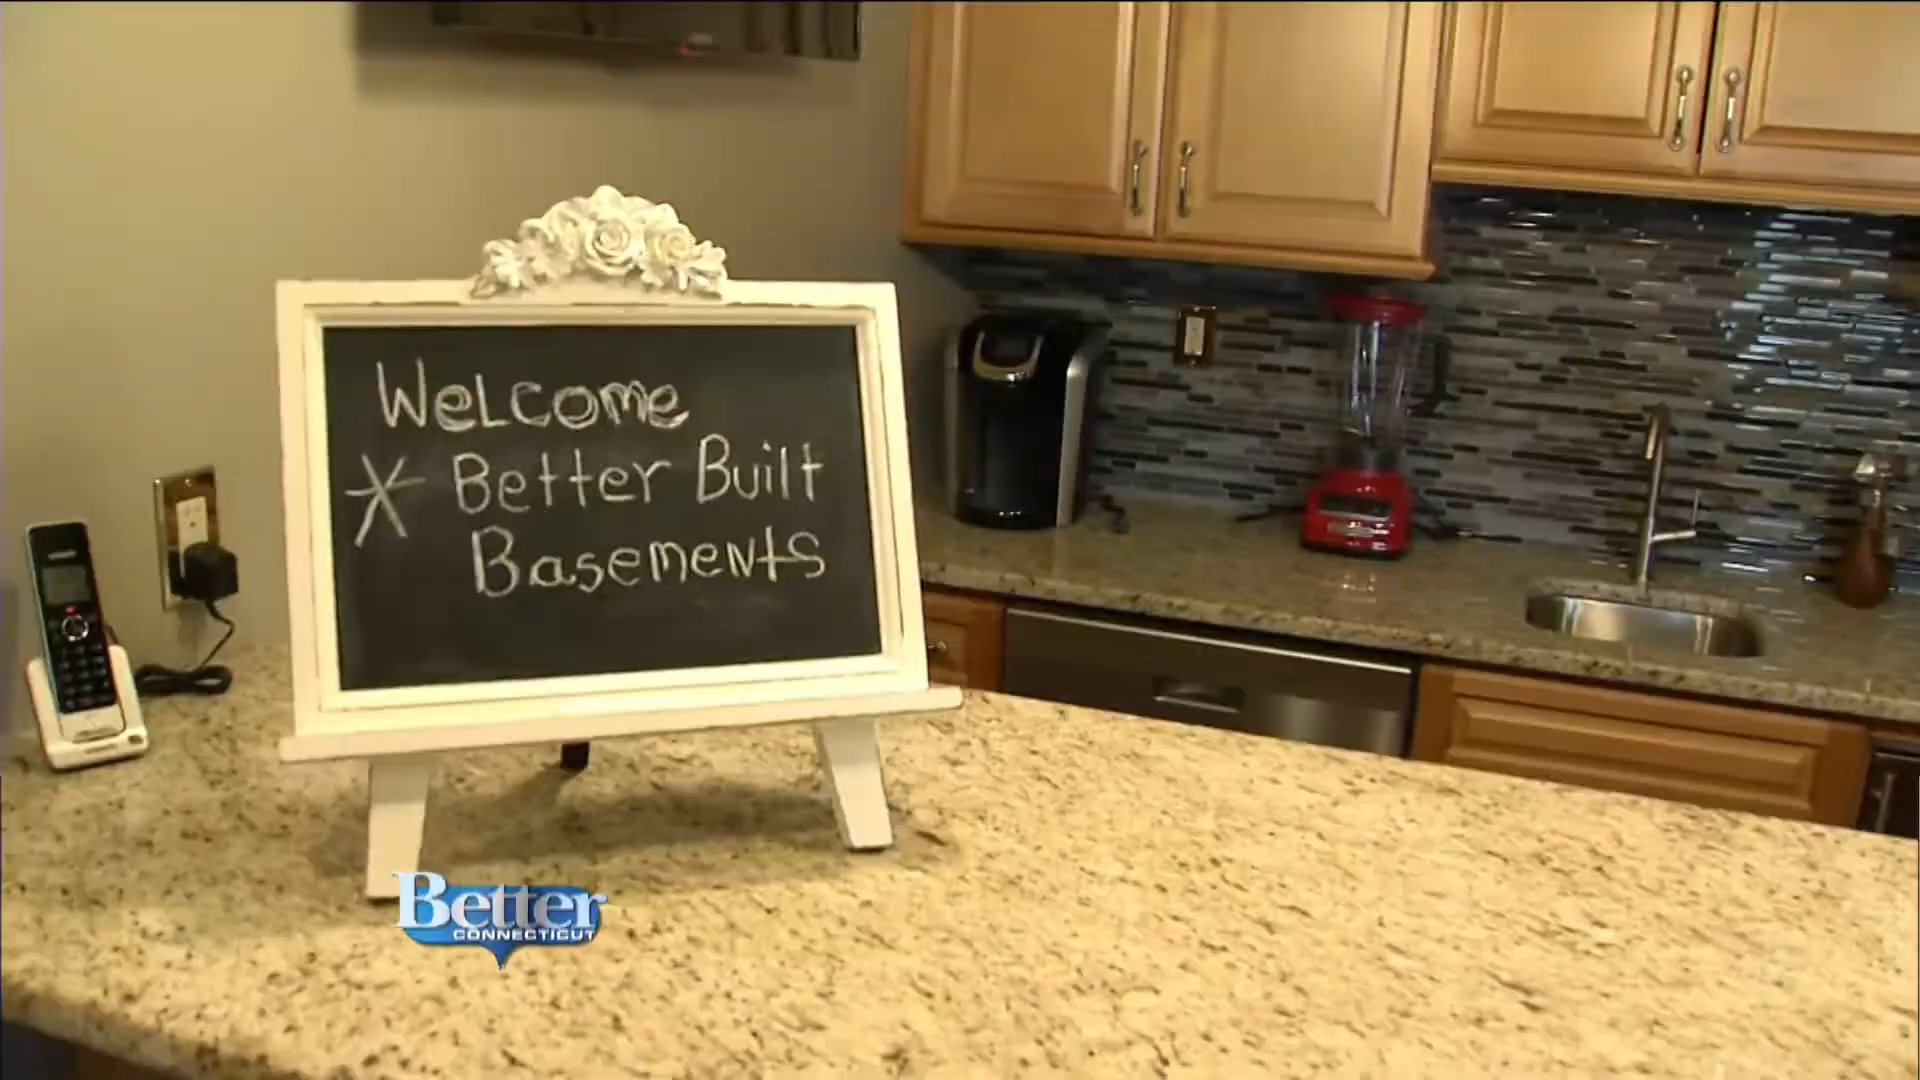 Welcome
* Better Built
Basements
Better
CONNECTICUT